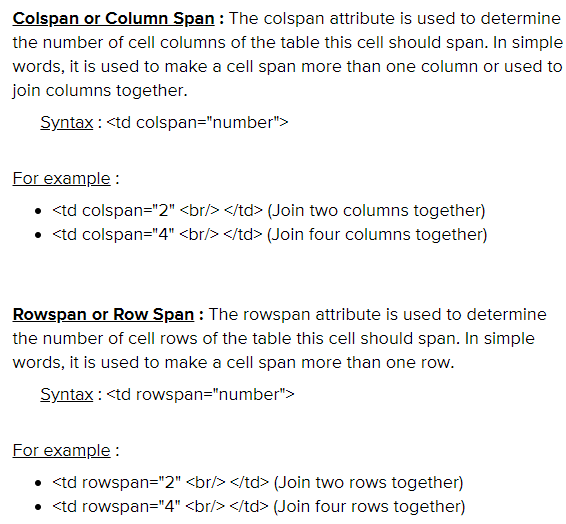 Colspan or Column Span : The colspan attribute is used to determine
the number of cell columns of the table this cell should span. In simple
words, it is used to make a cell span more than one column or used to
join columns together.
Syntax : <td colspan="number">
For example :
• <td colspan="2" <br/> </td> (Join two columns together)
• <td colspan="4" <br/> </td> (Join four columns together)
Rowspan or Row Span : The rowspan attribute is used to determine
the number of cell rows of the table this cell should span. In simple
words, it is used to make a cell span more than one row.
Syntax : <td rowspan="number">
For example :
• <td rowspan="2" <br/> </td> (Join two rows together)
• <td rowspan="4" <br/> </td> (Join four rows together)